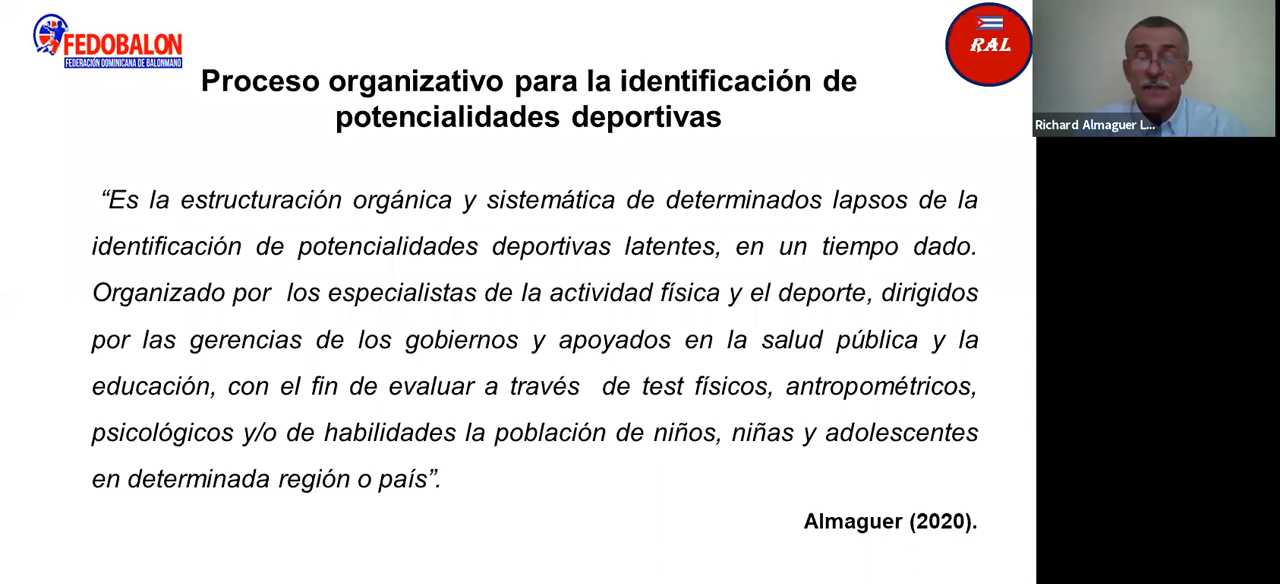 FEDOBALON
FEDERACIÓN DOMINICANA DE BALONMANO
RAL
Proceso organizativo para la identificación de
potencialidades deportivas
“Es la estructuración orgánica y sistemática de determinados lapsos de la
identificación de potencialidades deportivas latentes, en un tiempo dado.
Organizado por los especialistas de la actividad física y el deporte, dirigidos
por las gerencias de los gobiernos y apoyados en la salud pública y la
educación, con el fin de evaluar a través de test físicos, antropométricos,
psicológicos y/o de habilidades la población de niños, niñas y adolescentes
en determinada región o país”.
Almaguer (2020).
Richard Almaguer L...